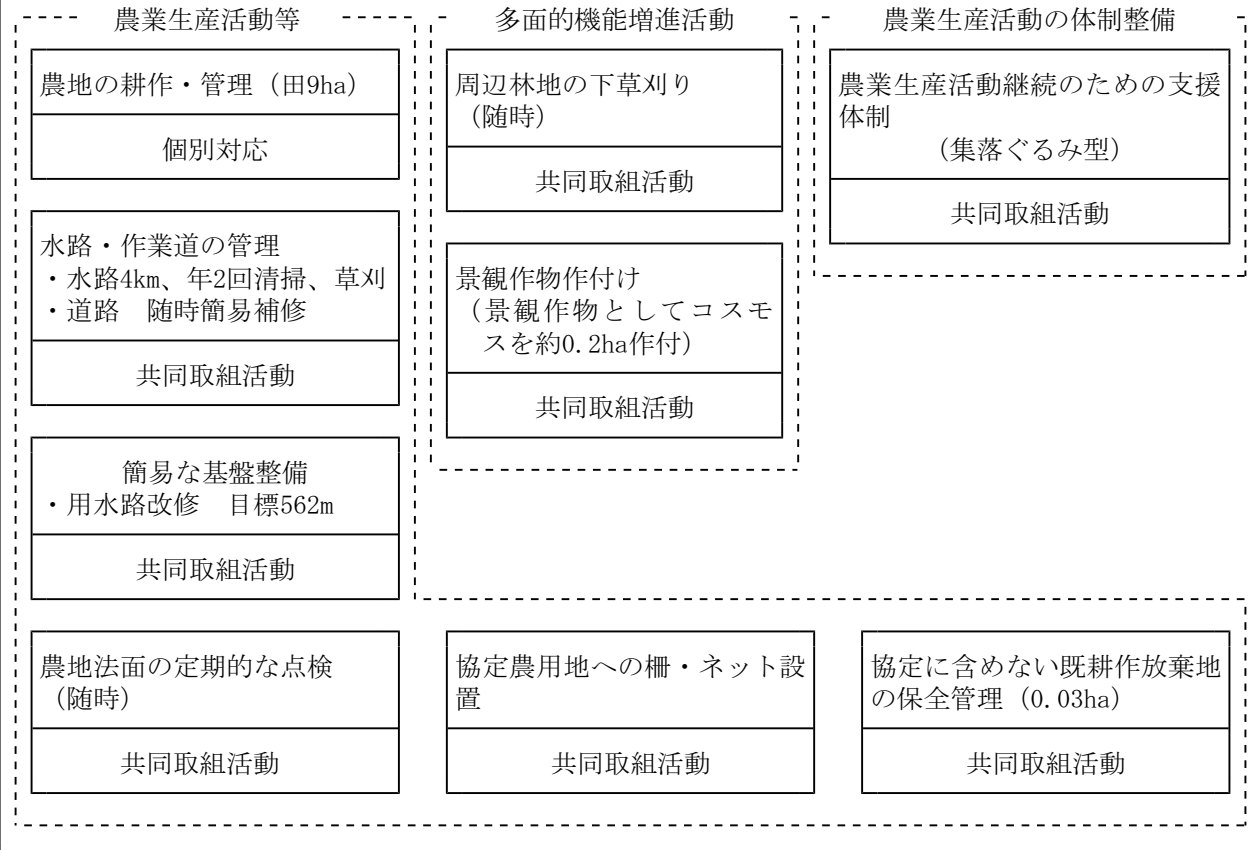 農業生産活動等
農地の耕作・管理（田9ha）
個別対応
水路・作業道の管理
・水路4km、年2回清掃、草刈
・道路　随時簡易補修
共同取組活動
簡易な基盤整備
・用水路改修　目標562m
共同取組活動
農地法面の定期的な点検
（随時）
共同取組活動
協定農用地への柵・ネット設
置
共同取組活動
協定に含めない既耕作放棄地
の保全管理（0.03ha）
共同取組活動
多面的機能増進活動
周辺林地の下草刈り
（随時）
共同取組活動
景観作物作付け
（景観作物としてコスモ
スを約0.2ha作付）
共同取組活動
農業生産活動の体制整備
農業生産活動継続のための支援
体制
（集落ぐるみ型）
共同取組活動